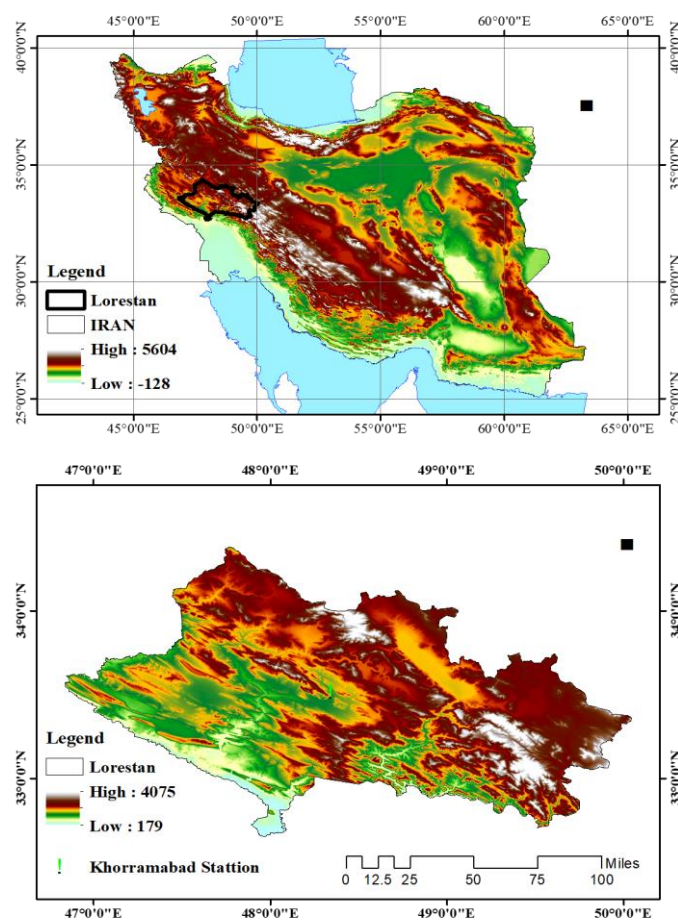 45°0'0"E 50°0'0"E 55°0'0"E 60°0'0"E 65°0'0"E
40°0'0"N 40°0'0"N
35°0'0"N 35°0'0"N
30°0'0"N 30°0'0"N
25°0'0"N 25°0'0"N
Legend
Lorestan
IRAN
High : 5604
Low : -128
45°0'0"E 50°0'0"E 55°0'0"E 60°0'0"E 65°0'0"E
47°0'0"E 48°0'0"E 49°0'0"E 50°0'0"E
34°0'0"N 34°0'0"N
33°0'0"N 33°0'0"N
Legend
Lorestan
High : 4075
Low : 179
! Khorramabad Stattion
Miles
0 12.5 25 50 75 100
47°0'0"E 48°0'0"E 49°0'0"E 50°0'0"E